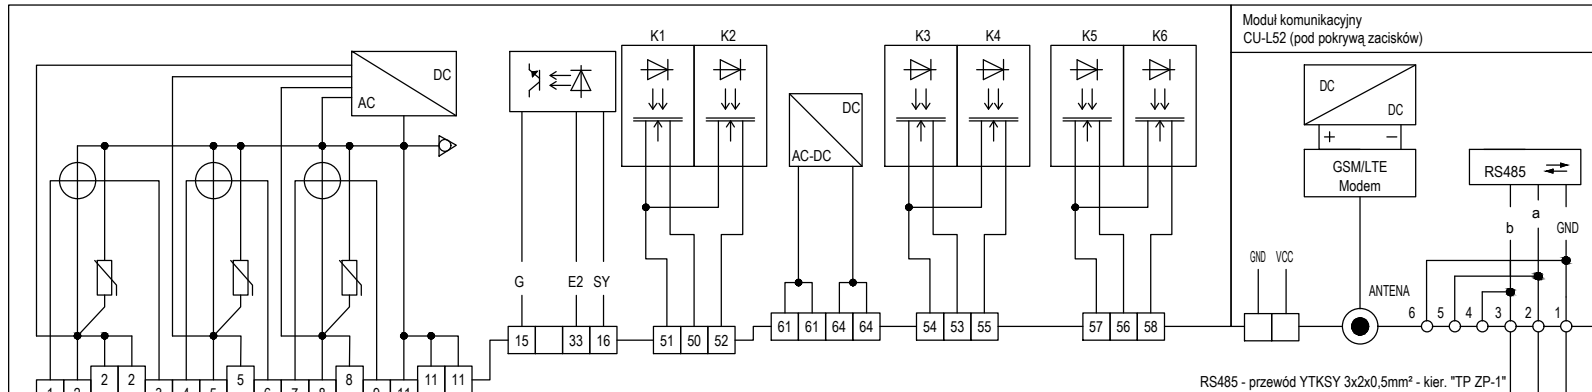 Moduł komunikacyjny
CU-L52 (pod pokrywą zacisków)
K1 K2 K3 K4 K5 K6
DC
AC
DC
AC-DC
DC
DC
+ −
GSM/LTE
Modem
RS485
b a GND
G E2 SY
GND VCC
ANTENA
15 33 16 51 50 52 61 61 64 64 54 53 55 57 56 58
6 5 4 3 2 1
1 2 2 2 3 4 5 5 6 7 8 8 9 11 11 11
RS485 - przewód YTKSY 3x2x0,5mm² - kier. "TP ZP-1"